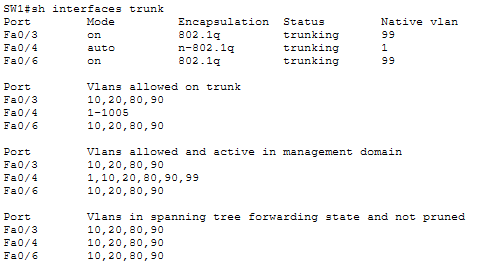 SW1#sh interfaces trunk
Port Mode Encapsulation Status Native vlan
Fa0/3 on 802.1q trunking 99
Fa0/4 auto n-802.1q trunking 1
Fa0/6 on 802.1q trunking 99
Port Vlans allowed on trunk
Fa0/3 10,20,80,90
Fa0/4 1-1005
Fa0/6 10,20,80,90
Port Vlans allowed and active in management domain
Fa0/3 10,20,80,90
Fa0/4 1,10,20,80,90,99
Fa0/6 10,20,80,90
Port Vlans in spanning tree forwarding state and not pruned
Fa0/3 10,20,80,90
Fa0/4 10,20,80,90
Fa0/6 10,20,80,90